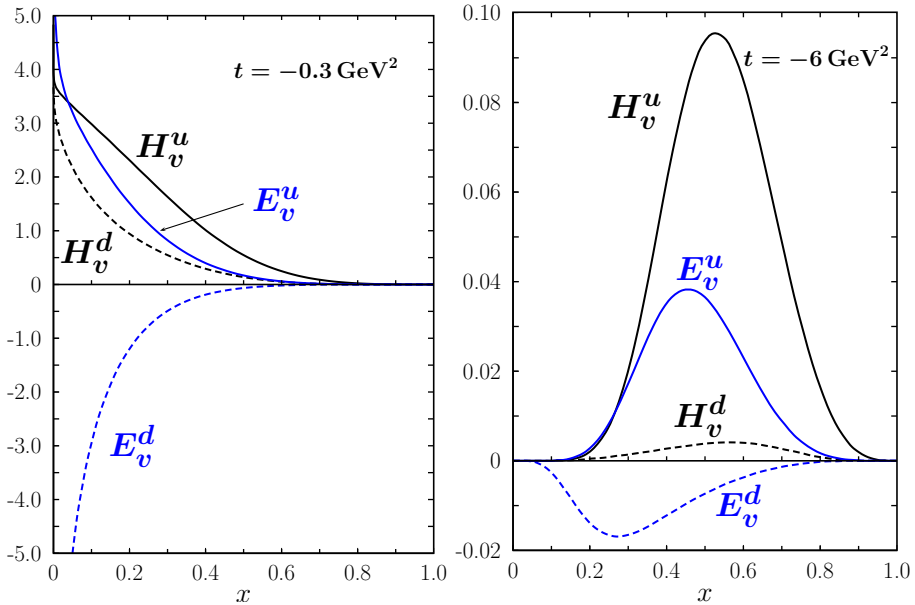 5.0
4.0
3.0
2.0
1.0
0
-1.0
-2.0
-3.0
-4.0
-5.0
t = −0.3 GeV²
H_v^u
E_v^u
H_v^d
E_v^d
0
0.2
0.4
0.6
0.8
1.0
x
0.10
0.08
0.06
0.04
0.02
0
-0.02
t = −6 GeV²
H_v^u
E_v^u
H_v^d
E_v^d
0
0.2
0.4
0.6
0.8
1.0
x